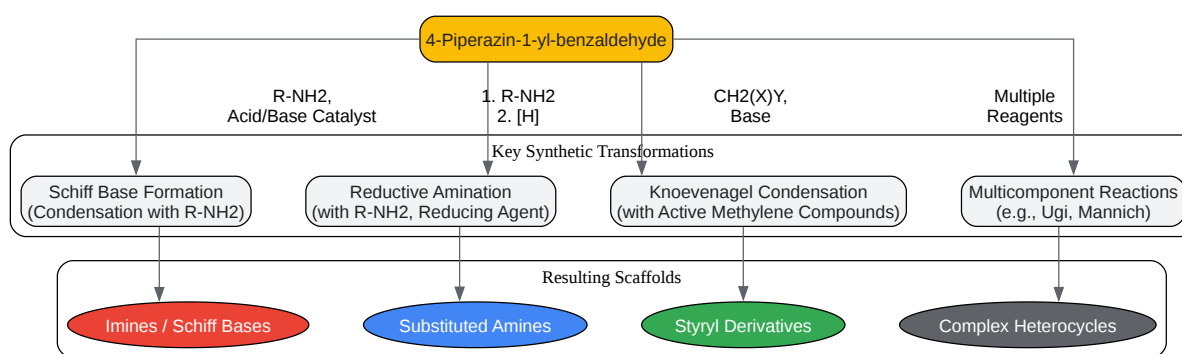 4-Piperazin-1-yl-benzaldehyde
R-NH2,
Acid/Base Catalyst
1. R-NH2
2. [H]
CH2(X)Y,
Base
Multiple
Reagents
Key Synthetic Transformations
Schiff Base Formation
(Condensation with R-NH2)
Reductive Amination
(with R-NH2, Reducing Agent)
Knoevenagel Condensation
(with Active Methylene Compounds)
Multicomponent Reactions
(e.g., Ugi, Mannich)
Resulting Scaffolds
Imines / Schiff Bases
Substituted Amines
Styryl Derivatives
Complex Heterocycles